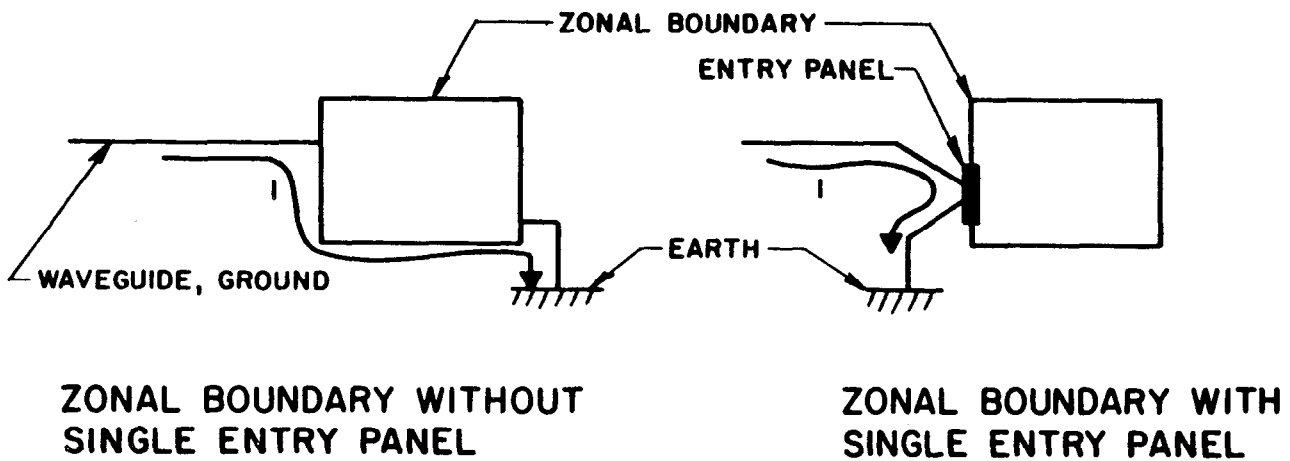 ZONAL BOUNDARY
ENTRY PANEL
I
I
EARTH
WAVEGUIDE, GROUND
ZONAL BOUNDARY WITHOUT
SINGLE ENTRY PANEL
ZONAL BOUNDARY WITH
SINGLE ENTRY PANEL